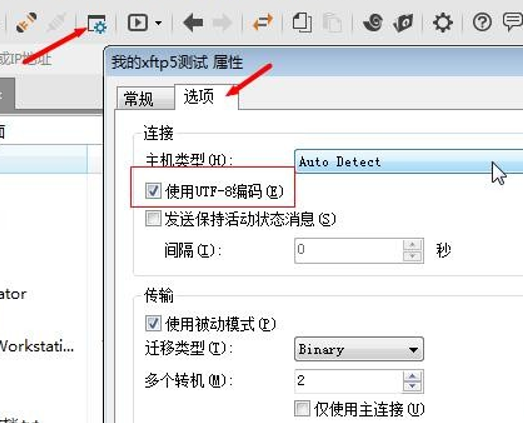 或IP地址
我的xftp5测试 属性
常规 选项
面
连接
主机类型(H): Auto Detect
使用UTF-8编码(E)
发送保持活动状态消息(S)
间隔(I): 0 秒
ator
传输
使用被动模式(P)
Workstati...
迁移类型(T): Binary
多个转机(M): 2
仅使用主连接(U)